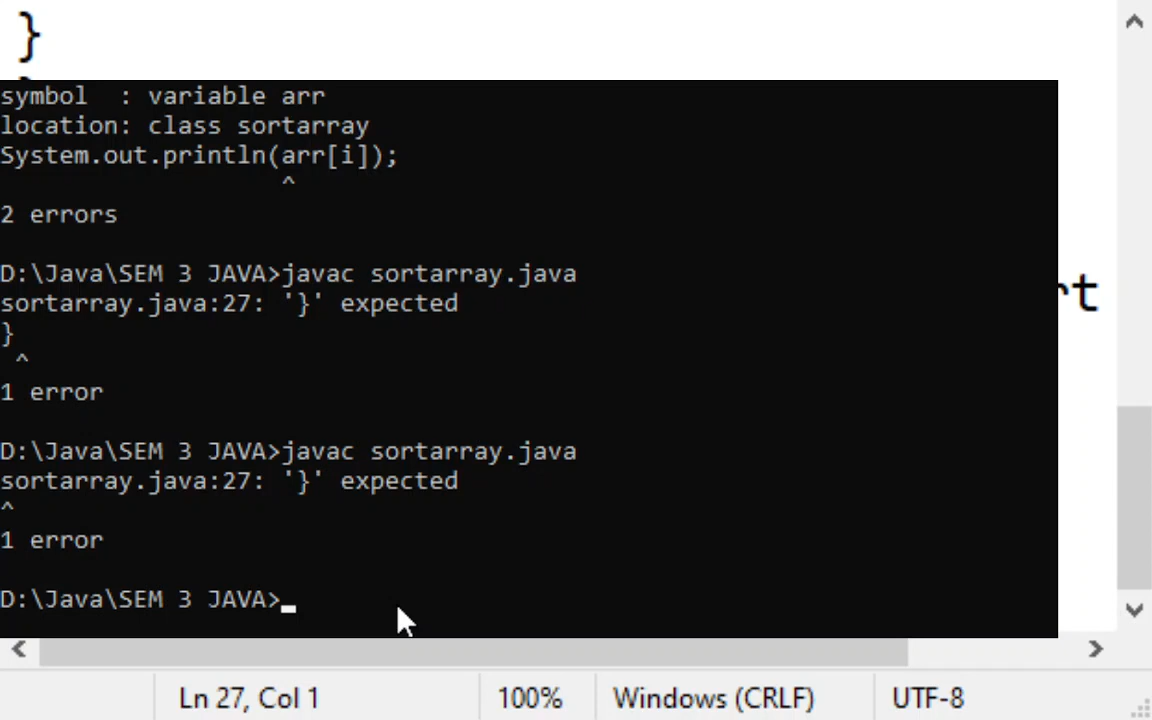 }
symbol  : variable arr
location: class sortarray
System.out.println(arr[i]);
^
2 errors
D:\Java\SEM 3 JAVA>javac sortarray.java
sortarray.java:27: '}' expected
}
^
1 error
rt
D:\Java\SEM 3 JAVA>javac sortarray.java
sortarray.java:27: '}' expected
^
1 error
D:\Java\SEM 3 JAVA>
Ln 27, Col 1 100% Windows (CRLF) UTF-8